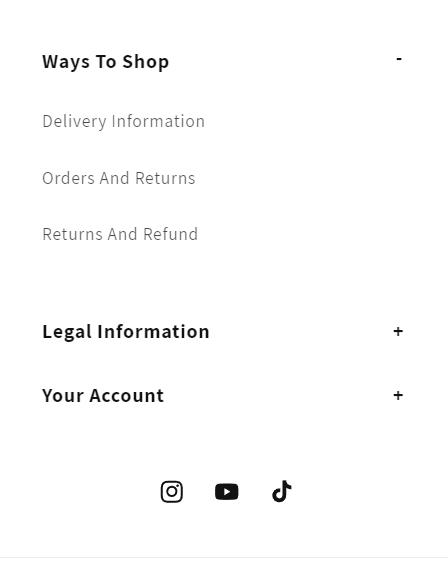 Ways To Shop -
Delivery Information
Orders And Returns
Returns And Refund
Legal Information +
Your Account +